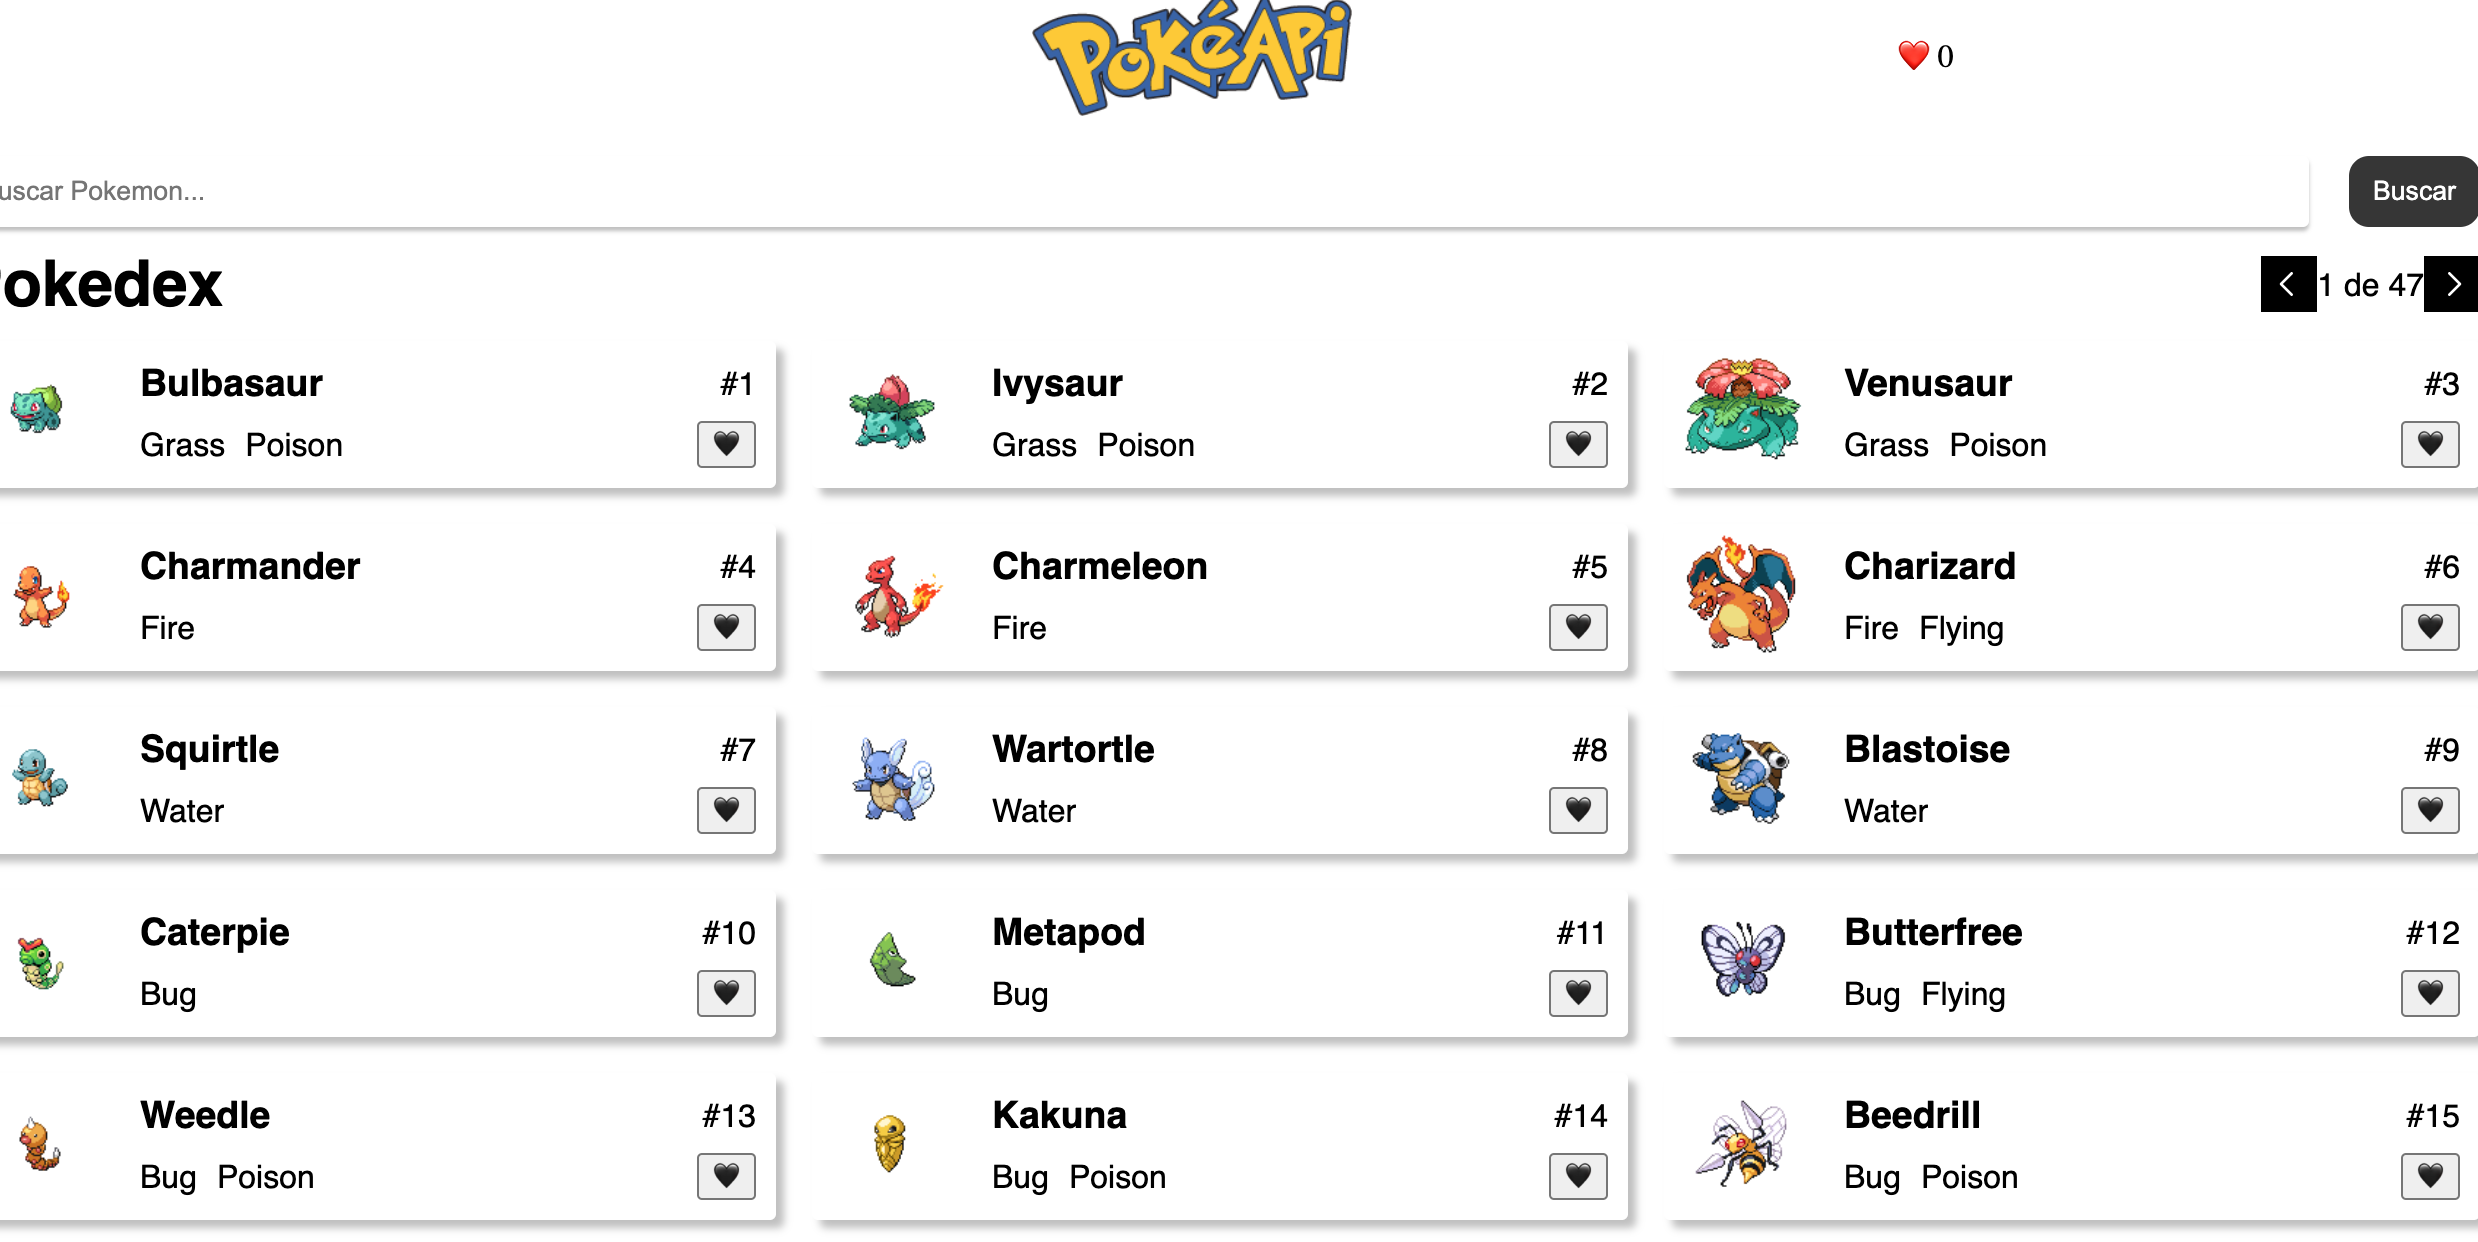 PokéApi
❤️ 0
uscar Pokemon...
Buscar
okedex
1 de 47
Bulbasaur #1
Grass Poison
Ivysaur #2
Grass Poison
Venusaur #3
Grass Poison
Charmander #4
Fire
Charmeleon #5
Fire
Charizard #6
Fire Flying
Squirtle #7
Water
Wartortle #8
Water
Blastoise #9
Water
Caterpie #10
Bug
Metapod #11
Bug
Butterfree #12
Bug Flying
Weedle #13
Bug Poison
Kakuna #14
Bug Poison
Beedrill #15
Bug Poison